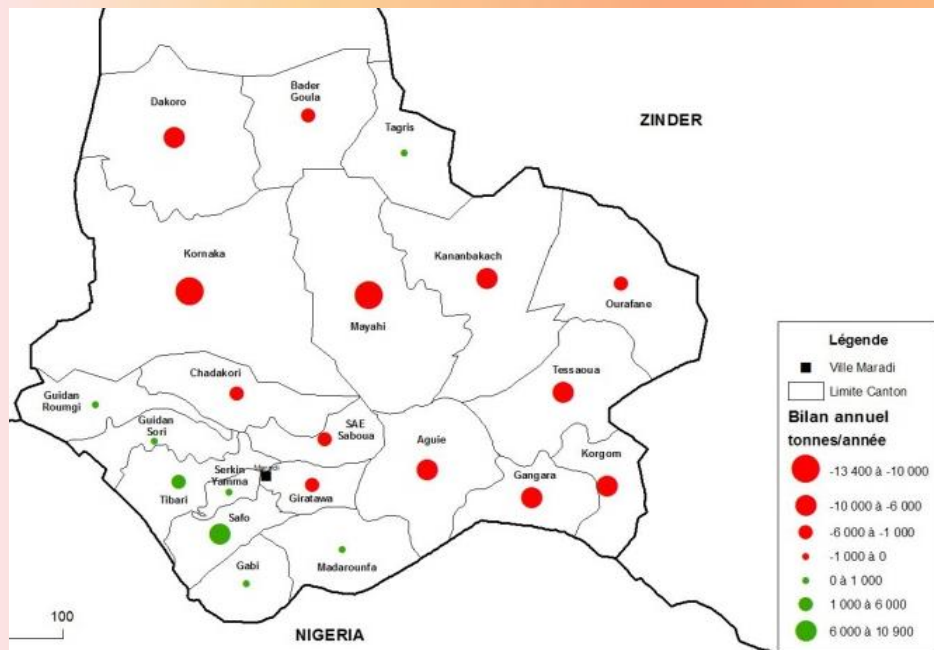 Bader
Goula
Dakoro
ZINDER
Tagris
Kornaka
Kananbakach
Ourafane
Mayahi
Chadakori
Tessaoua
Guidan
Roumgi
Guidan
Sori
SAE
Saboua
Aguie
Korgom
Serkin
Yamma
Maradi
Gangara
Tibari
Giratawa
Safo
Gabi
Madarounfa
100
NIGERIA
Légende
Ville Maradi
Limite Canton
Bilan annuel
tonnes/année
-13 400 à -10 000
-10 000 à -6 000
-6 000 à -1 000
-1 000 à 0
0 à 1 000
1 000 à 6 000
6 000 à 10 900